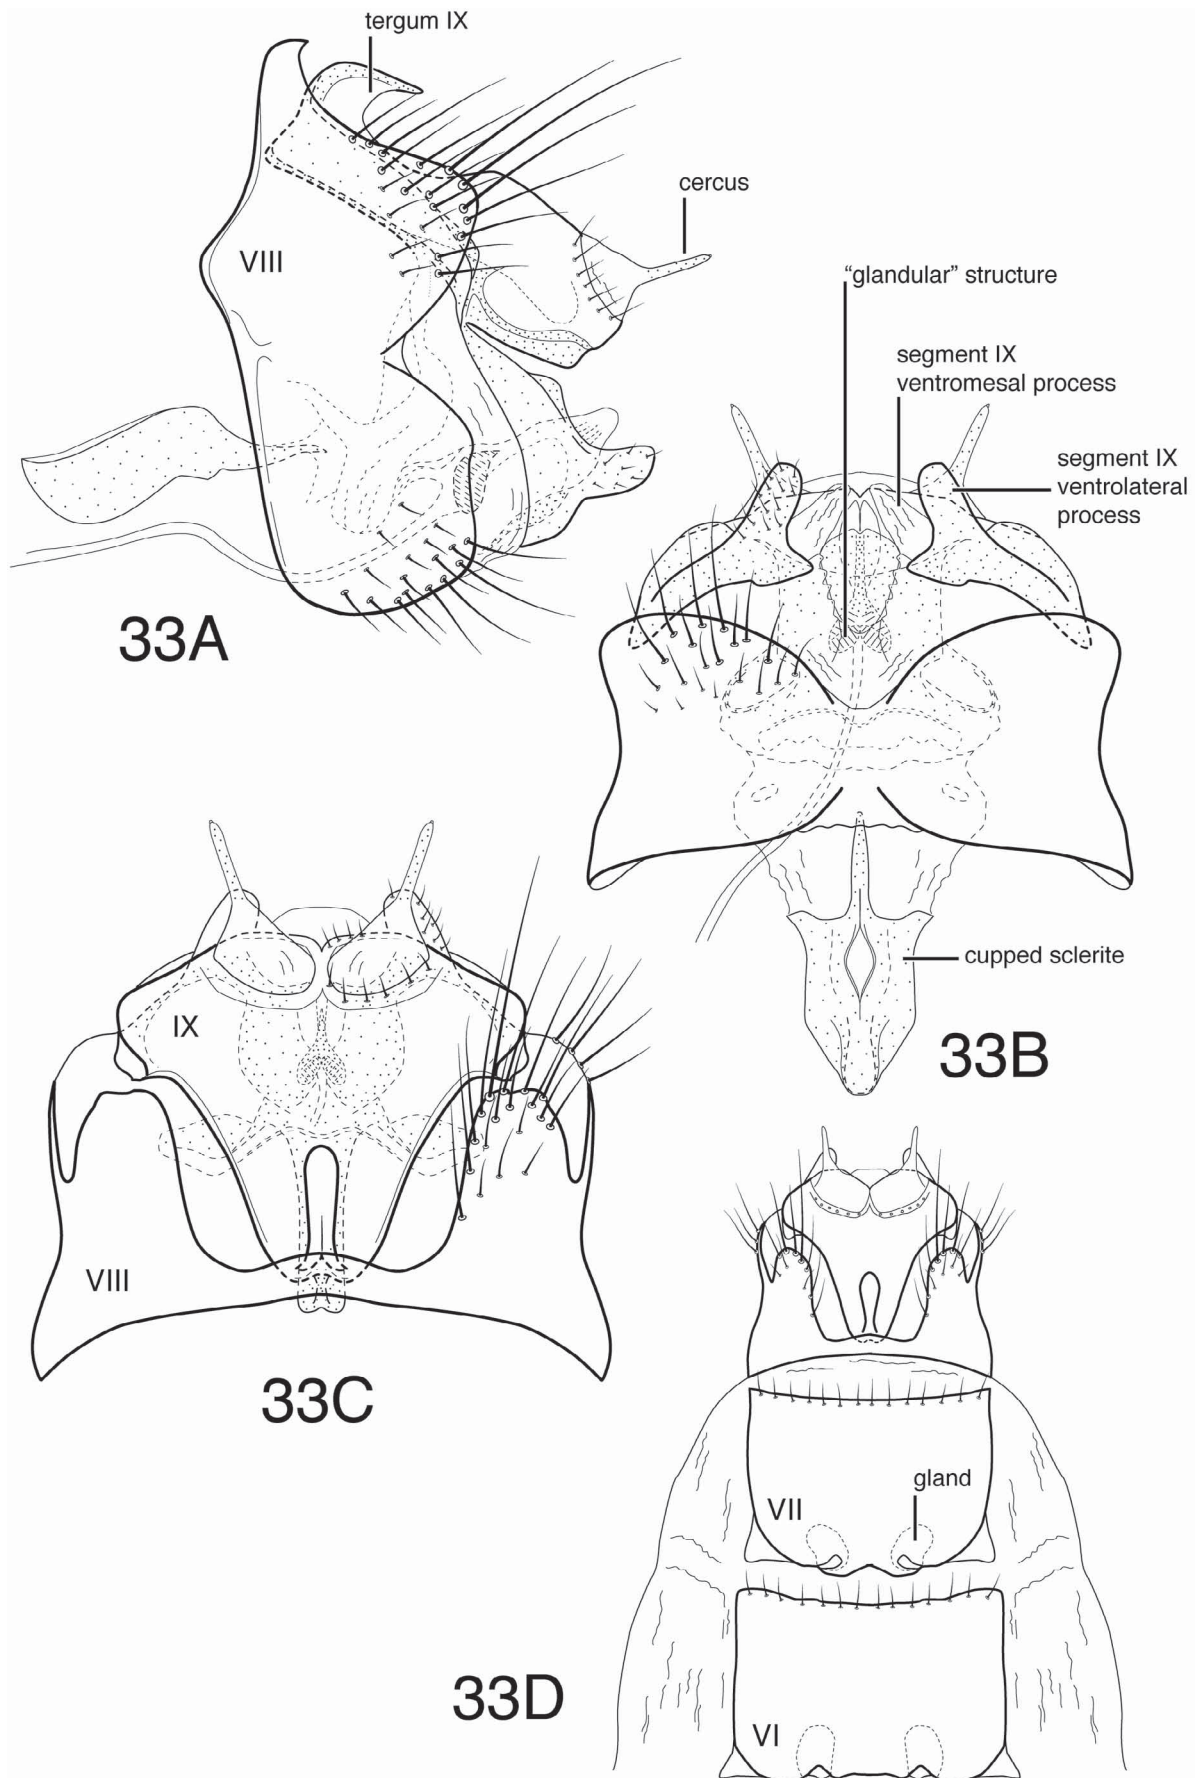 tergum IX
cercus
VIII
"glandular" structure
segment IX
ventromesal process
segment IX
ventrolateral
process
33A
cupped sclerite
33B
IX
VIII
33C
gland
VII
33D
VI